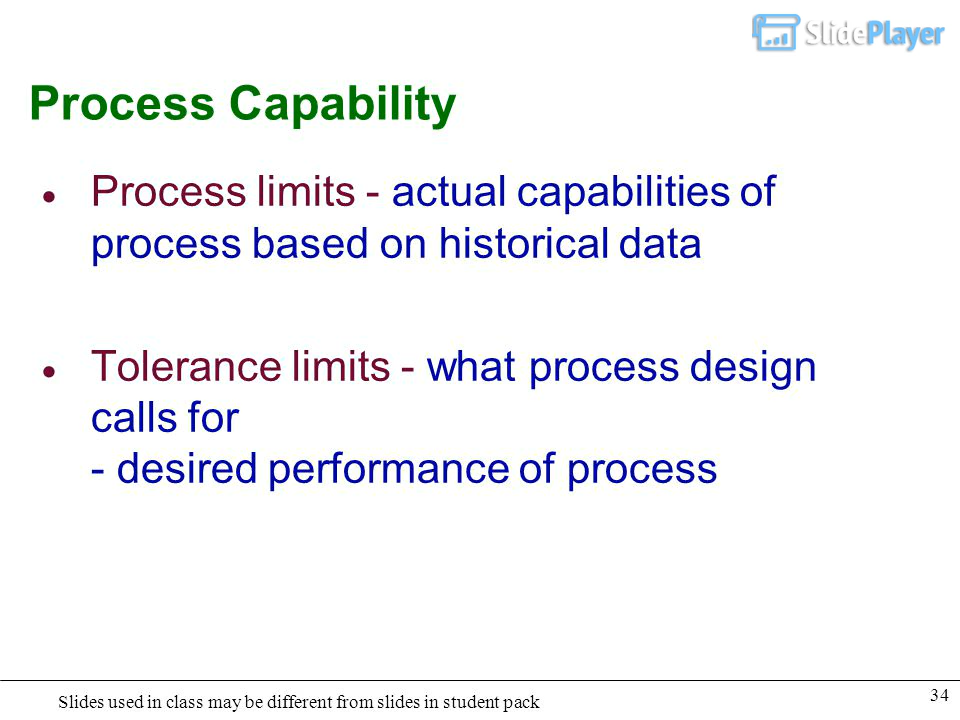 SlidePlayer
Process Capability
• Process limits - actual capabilities of
process based on historical data
• Tolerance limits - what process design
calls for
- desired performance of process
Slides used in class may be different from slides in student pack
34